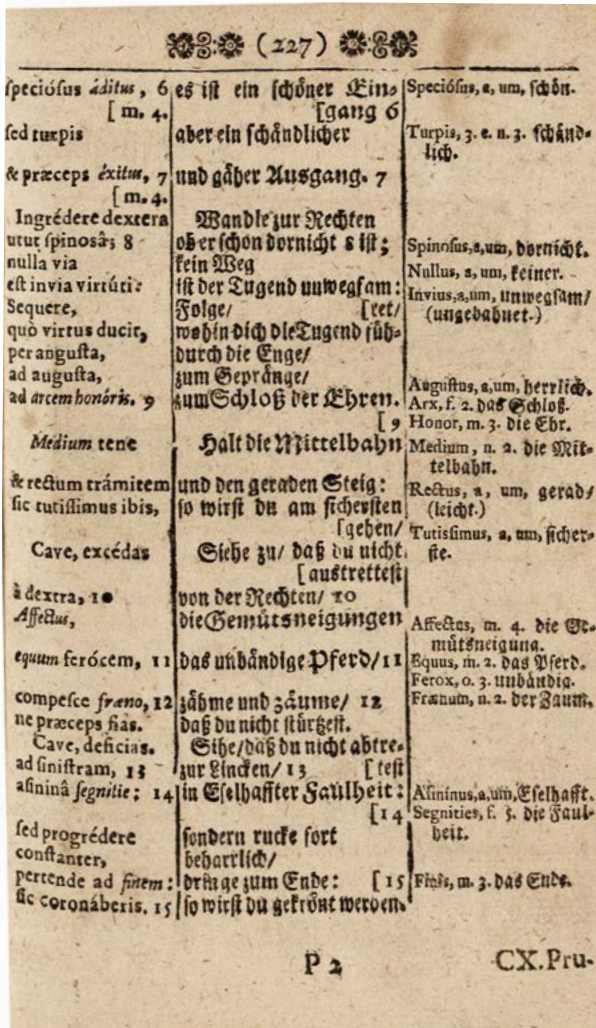 (227)
speciósus áditus, 6
[m. 4.
sed turpis
& præceps éxitus, 7
[m. 4.
Ingrédere dextera
utut spinosâ; 8
nulla via
est invia virtúti:
Sequere,
quò virtus ducit,
per angusta,
ad augusta,
ad arcem honóris. 9
Medium tene
& rectum trámitem
sic tutissimus ibis,
Cave, excédas
à dextra, 10
Affectus,
equum ferócem, 11
compesce fræno, 12
ne præceps fias.
Cave, deficias.
ad sinistram, 13
asininâ segnitie; 14
sed progrédere
constanter,
pertende ad finem:
sic coronáberis. 15
es ist ein schöner Ein-
[gang 6
aber ein schändlicher
und gäher Ausgang. 7
Wandle zur Rechten
ob er schon dornicht 8 ist;
kein Weg
ist der Tugend unwegsam:
Folge/ [ret/
wohin dich die Tugend füh-
durch die Enge/
zum Gepränge/
zum Schloß der Ehren.
[9
Halt die Mittelbahn
und den geraden Steig:
so wirst du am sichersten
[gehen/
Siehe zu/ daß du nicht
[austrettest
von der Rechten/ 10
die Gemütsneigungen
das unbändige Pferd/ 11
zähme und zäume/ 12
daß du nicht stürtzest.
Sihe/ daß du nicht abtre-
zur Lincken/ 13 [test
in Eselhaffter Faulheit:
[14
sondern rucke fort
beharrlich/
dringe zum Ende: [15
so wirst du gekrönt werden.
Speciósus, a, um, schön.
Turpis, 3. e. n. 3. schänd-
lich.
Spinosus, a, um, dornicht.
Nullus, a, um, keiner.
Invius, a, um, unwegsam/
(ungebahnet.)
Augustus, a, um, herrlich.
Arx, f. 2. das Schloß.
Honor, m. 3. die Ehr.
Medium, n. 2. die Mit-
telbahn.
Rectus, a, um, gerad/
(leicht.)
Tutissimus, a, um, sicher-
ste.
Affectus, m. 4. die Ge-
mütsneigung.
Equus, m. 2. das Pferd.
Ferox, o. 3. unbändig.
Frænum, n. 2. der Zaum.
Asininus, a, um, Eselhafft.
Segnities, f. 5. die Faul-
heit.
Finis, m. 3. das Ende.
P 2
CX. Pru-